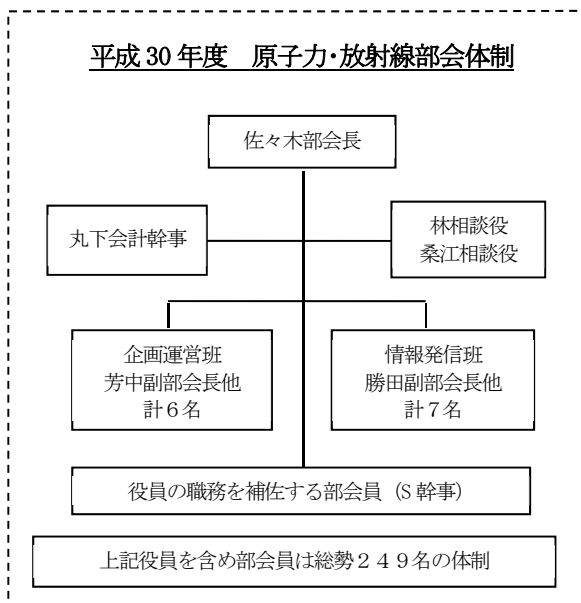 平成30年度　原子力・放射線部会体制
佐々木部会長
丸下会計幹事
林相談役
桑江相談役
企画運営班
芳中副部会長他
計６名
情報発信班
勝田副部会長他
計７名
役員の職務を補佐する部会員（S幹事）
上記役員を含め部会員は総勢２４９名の体制